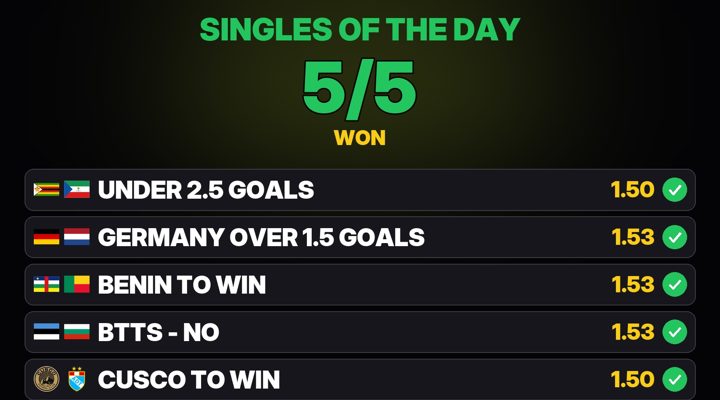 SINGLES OF THE DAY
5/5
WON
UNDER 2.5 GOALS 1.50
GERMANY OVER 1.5 GOALS 1.53
BENIN TO WIN 1.53
BTTS - NO 1.53
CUSCO TO WIN 1.50